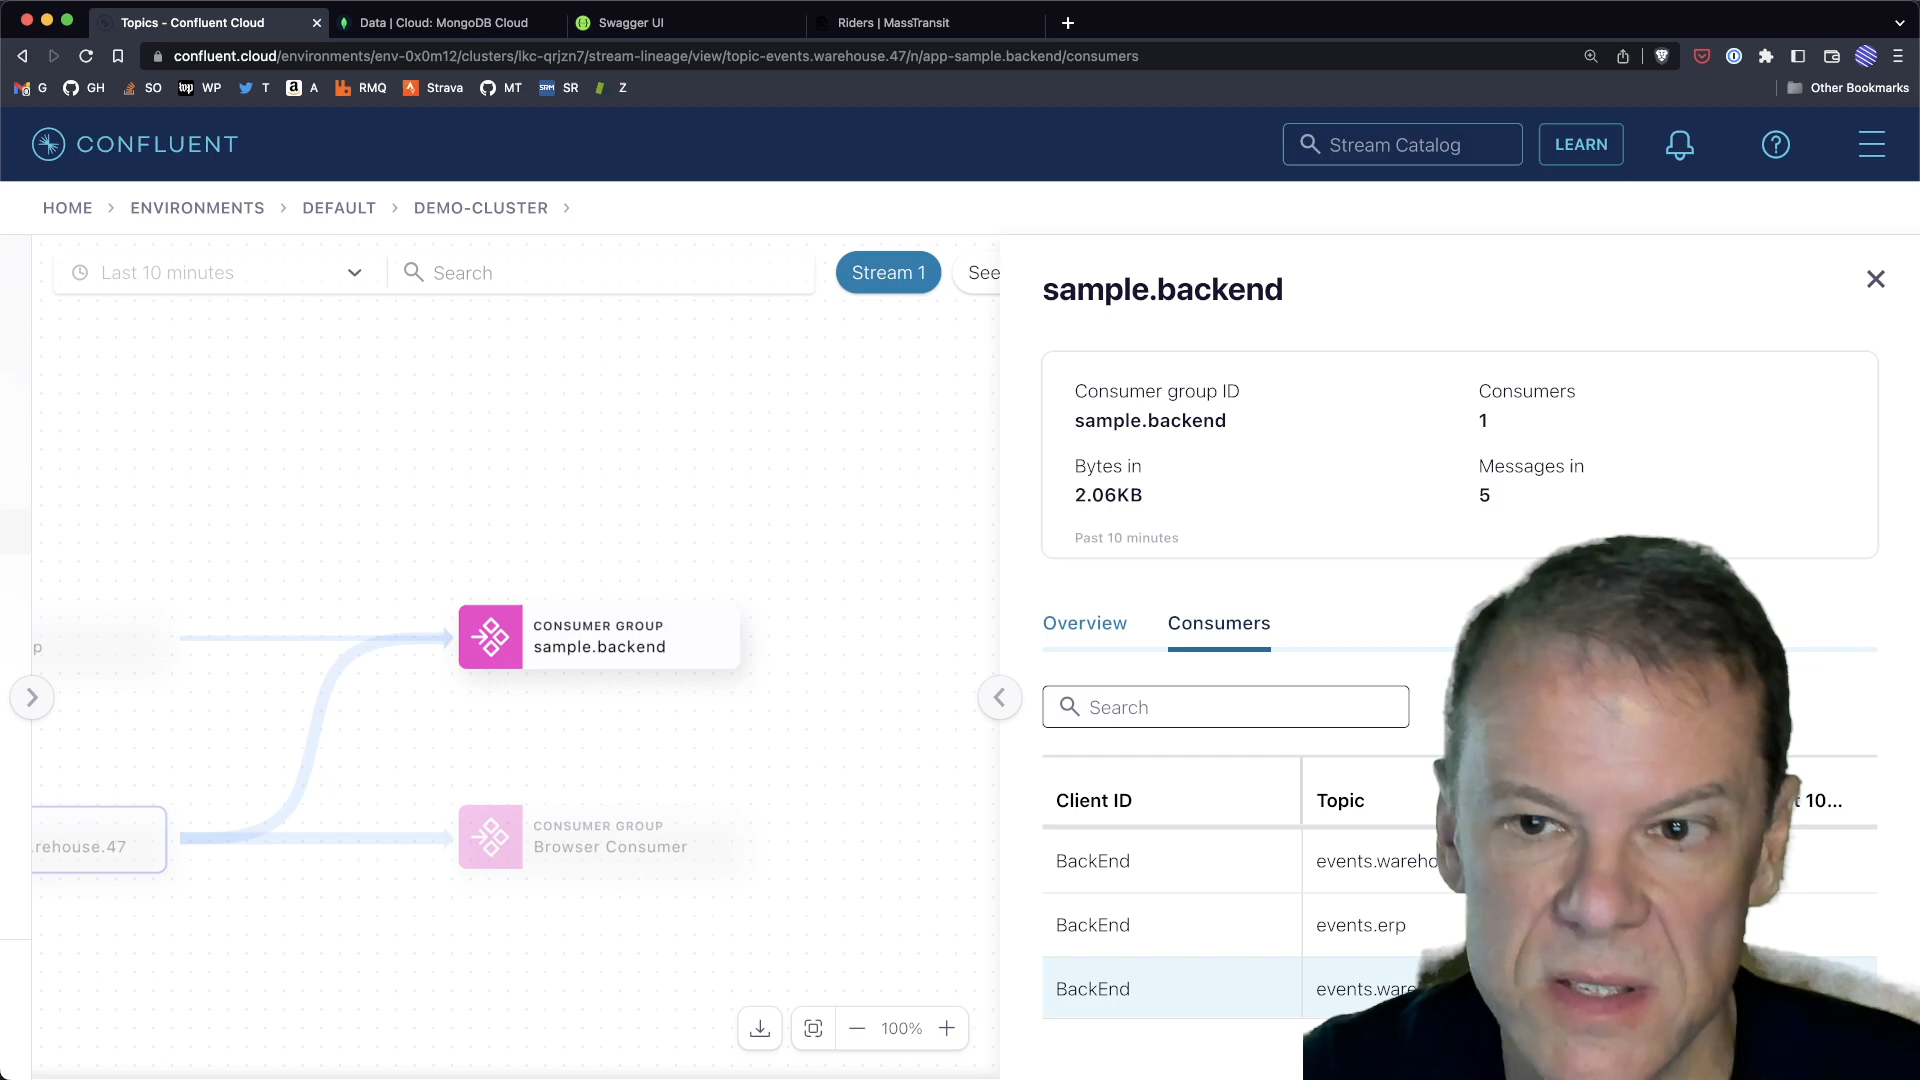 Topics - Confluent Cloud
Data | Cloud: MongoDB Cloud
Swagger UI
Riders | MassTransit
confluent.cloud/environments/env-0x0m12/clusters/lkc-qrjzn7/stream-lineage/view/topic-events.warehouse.47/n/app-sample.backend/consumers
G GH SO WP T A RMQ Strava MT SR Z Other Bookmarks
CONFLUENT
Stream Catalog
LEARN
HOME > ENVIRONMENTS > DEFAULT > DEMO-CLUSTER >
Last 10 minutes
Search
Stream 1
See
sample.backend
Consumer group ID
sample.backend
Consumers
1
Bytes in
2.06KB
Messages in
5
Past 10 minutes
Overview
Consumers
Search
Client ID Topic 10...
BackEnd events.wareho
BackEnd events.erp
BackEnd events.ware
CONSUMER GROUP
sample.backend
p
rehouse.47
CONSUMER GROUP
Browser Consumer
100%